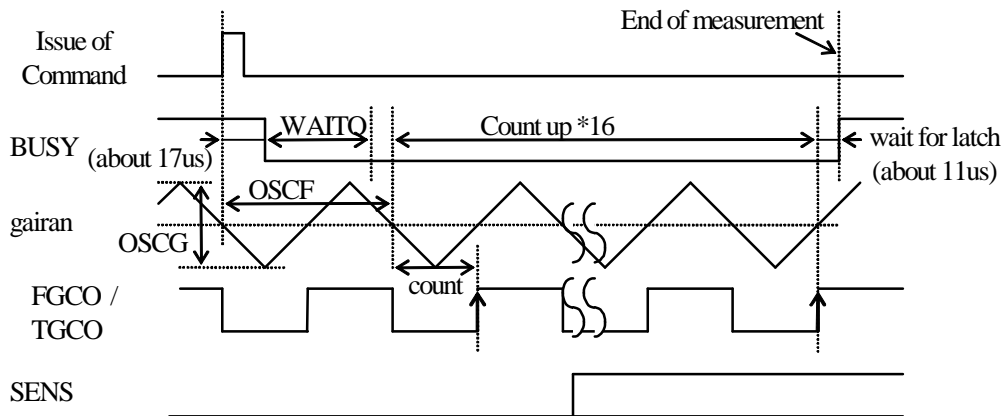 End of measurement
Issue of
Command
WAITQ
Count up *16
BUSY
(about 17us)
wait for latch
(about 11us)
OSCF
gairan
OSCG
count
FGCO /
TGCO
SENS